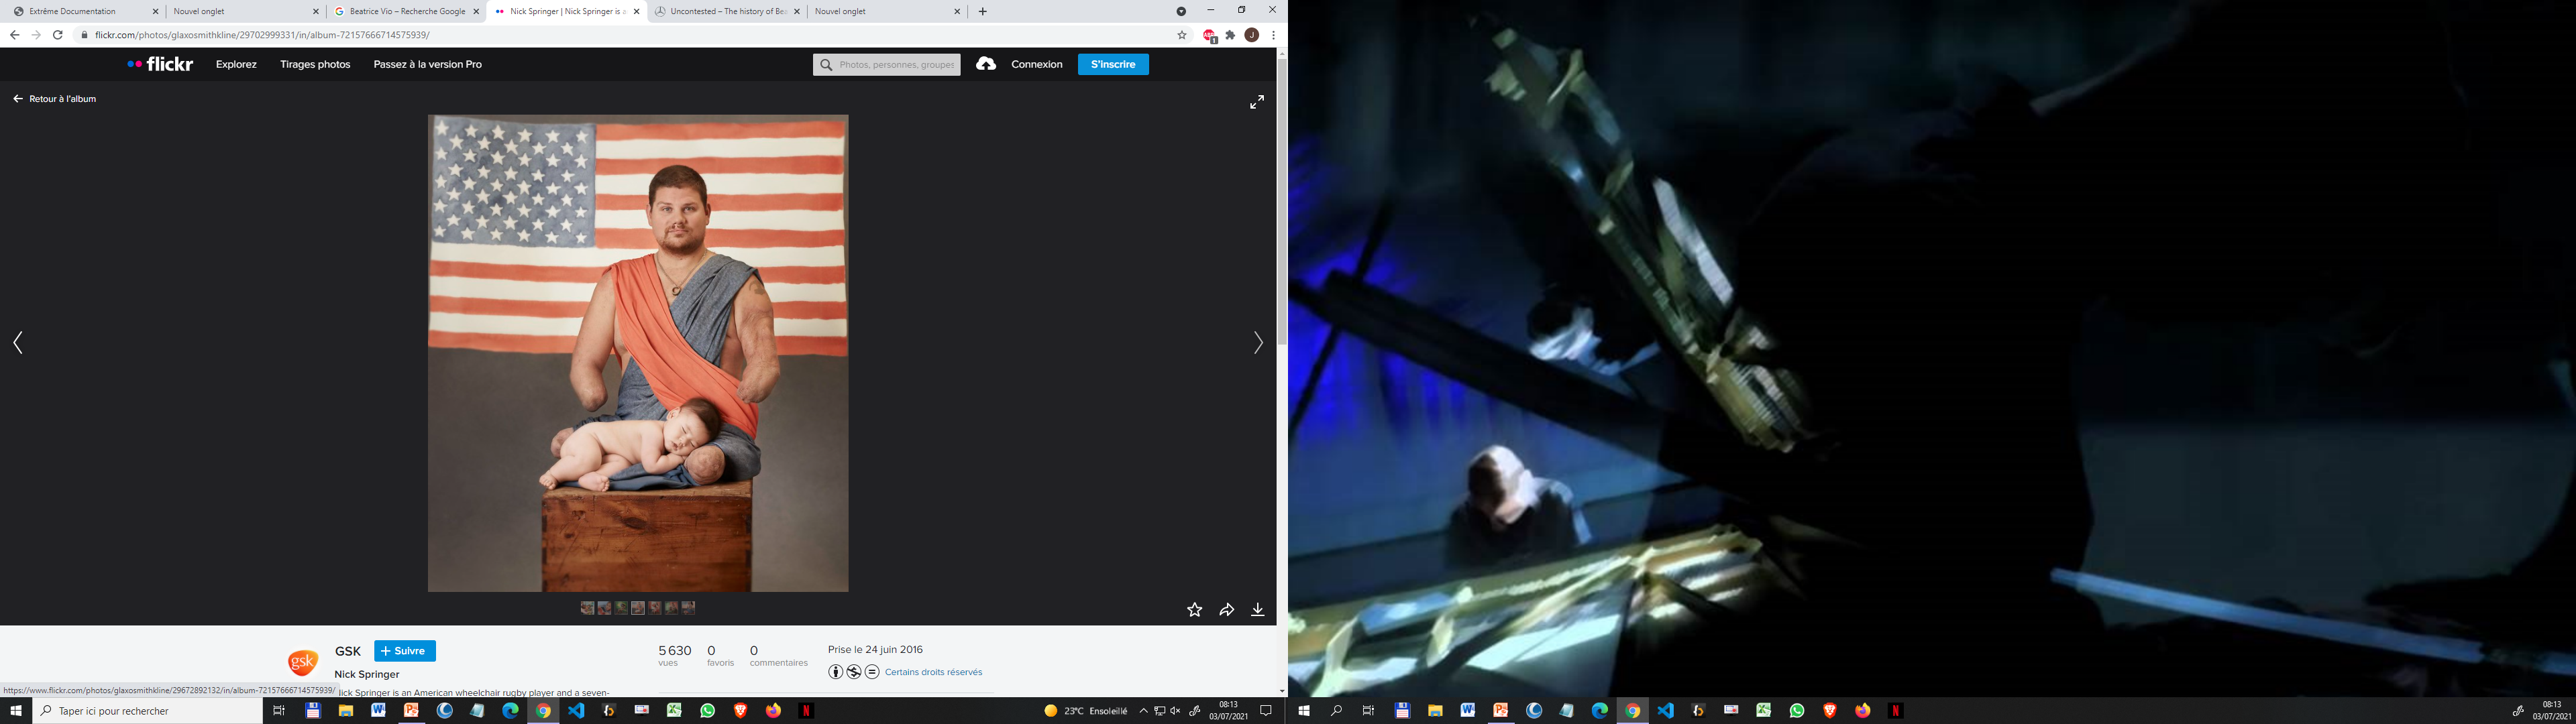 Extrême Documentation
Nouvel onglet
Beatrice Vio – Recherche Google
Nick Springer | Nick Springer is a
Uncontested – The history of Bea
Nouvel onglet
flickr.com/photos/glaxosmithkline/29702999331/in/album-72157666714575939/
ABP
1
J
flickr
Explorez
Tirages photos
Passez à la version Pro
Photos, personnes, groupes
Connexion
S'inscrire
Retour à l'album
gsk
GSK
+ Suivre
Nick Springer
Nick Springer is an American wheelchair rugby player and a seven-
5 630
vues
0
favoris
0
commentaires
Prise le 24 juin 2016
Certains droits réservés
https://www.flickr.com/photos/glaxosmithkline/29672892132/in/album-72157666714575939/
Taper ici pour rechercher
23°C Ensoleillé
08:13
03/07/2021
08:13
03/07/2021